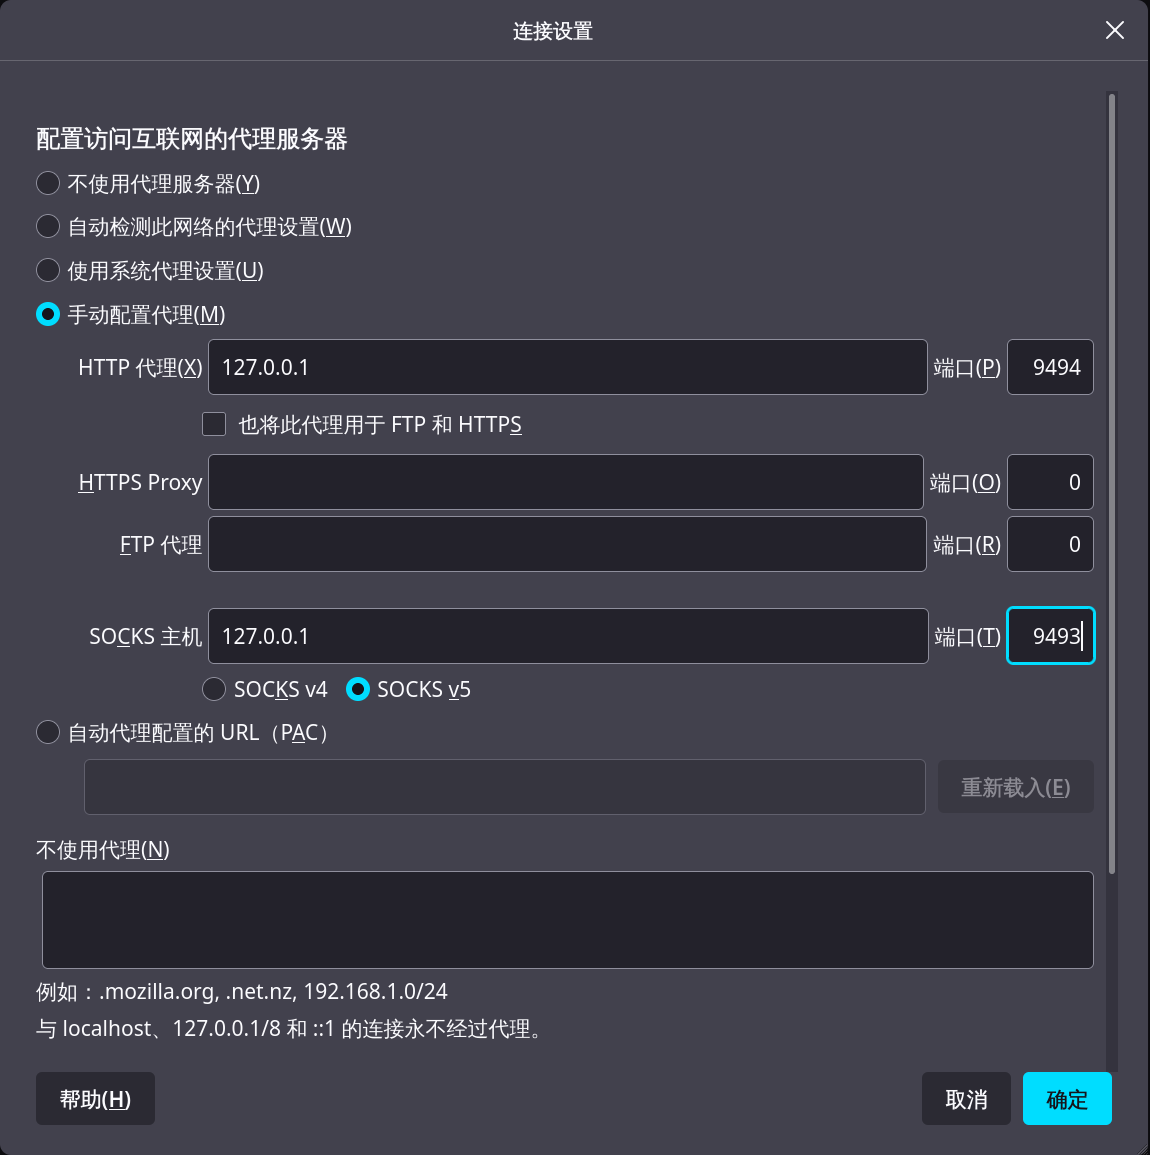 连接设置
配置访问互联网的代理服务器
不使用代理服务器(Y)
自动检测此网络的代理设置(W)
使用系统代理设置(U)
手动配置代理(M)
HTTP 代理(X) 127.0.0.1 端口(P) 9494
也将此代理用于 FTP 和 HTTPS
HTTPS Proxy 端口(O) 0
FTP 代理 端口(R) 0
SOCKS 主机 127.0.0.1 端口(T) 9493
SOCKS v4 SOCKS v5
自动代理配置的 URL（PAC）
重新载入(E)
不使用代理(N)
例如：.mozilla.org, .net.nz, 192.168.1.0/24
与 localhost、127.0.0.1/8 和 ::1 的连接永不经过代理。
帮助(H) 取消 确定